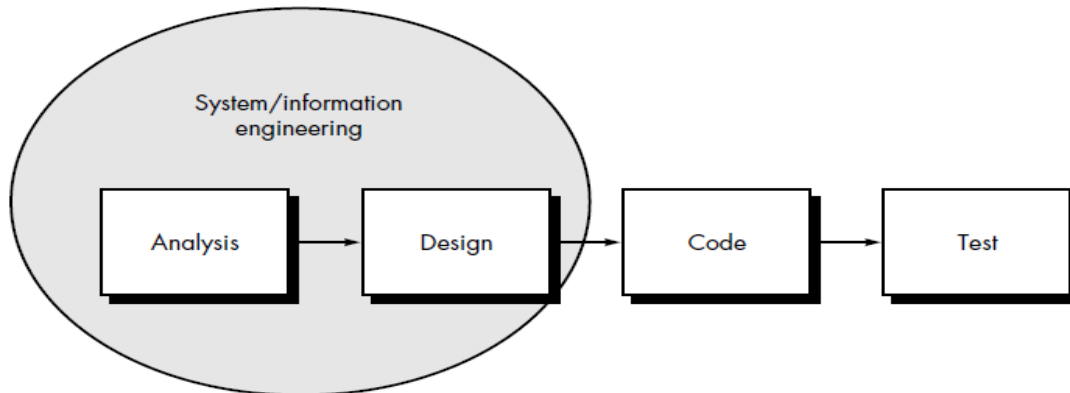 System/information
engineering
Analysis
Design
Code
Test